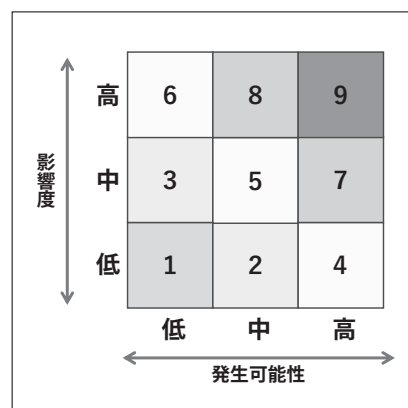 影響度
高 6 8 9
中 3 5 7
低 1 2 4
低 中 高
発生可能性